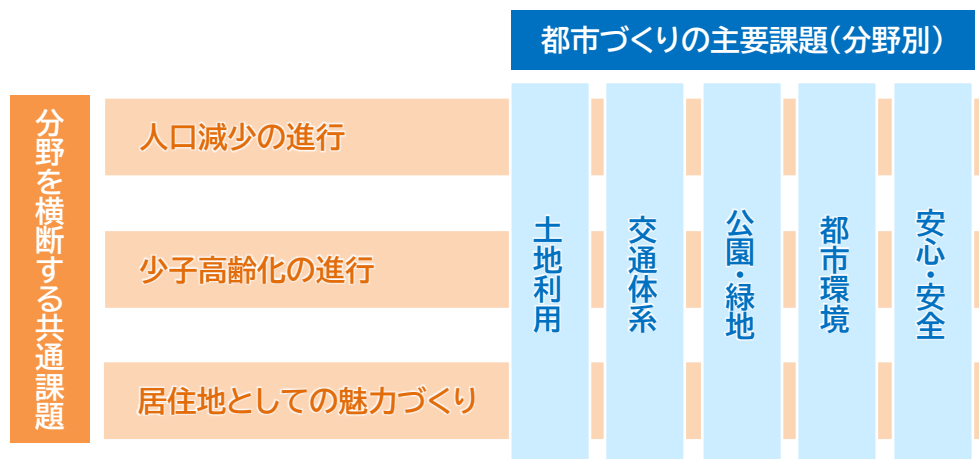 都市づくりの主要課題（分野別）
分野を横断する共通課題
人口減少の進行
少子高齢化の進行
居住地としての魅力づくり
土地利用
交通体系
公園・緑地
都市環境
安心・安全